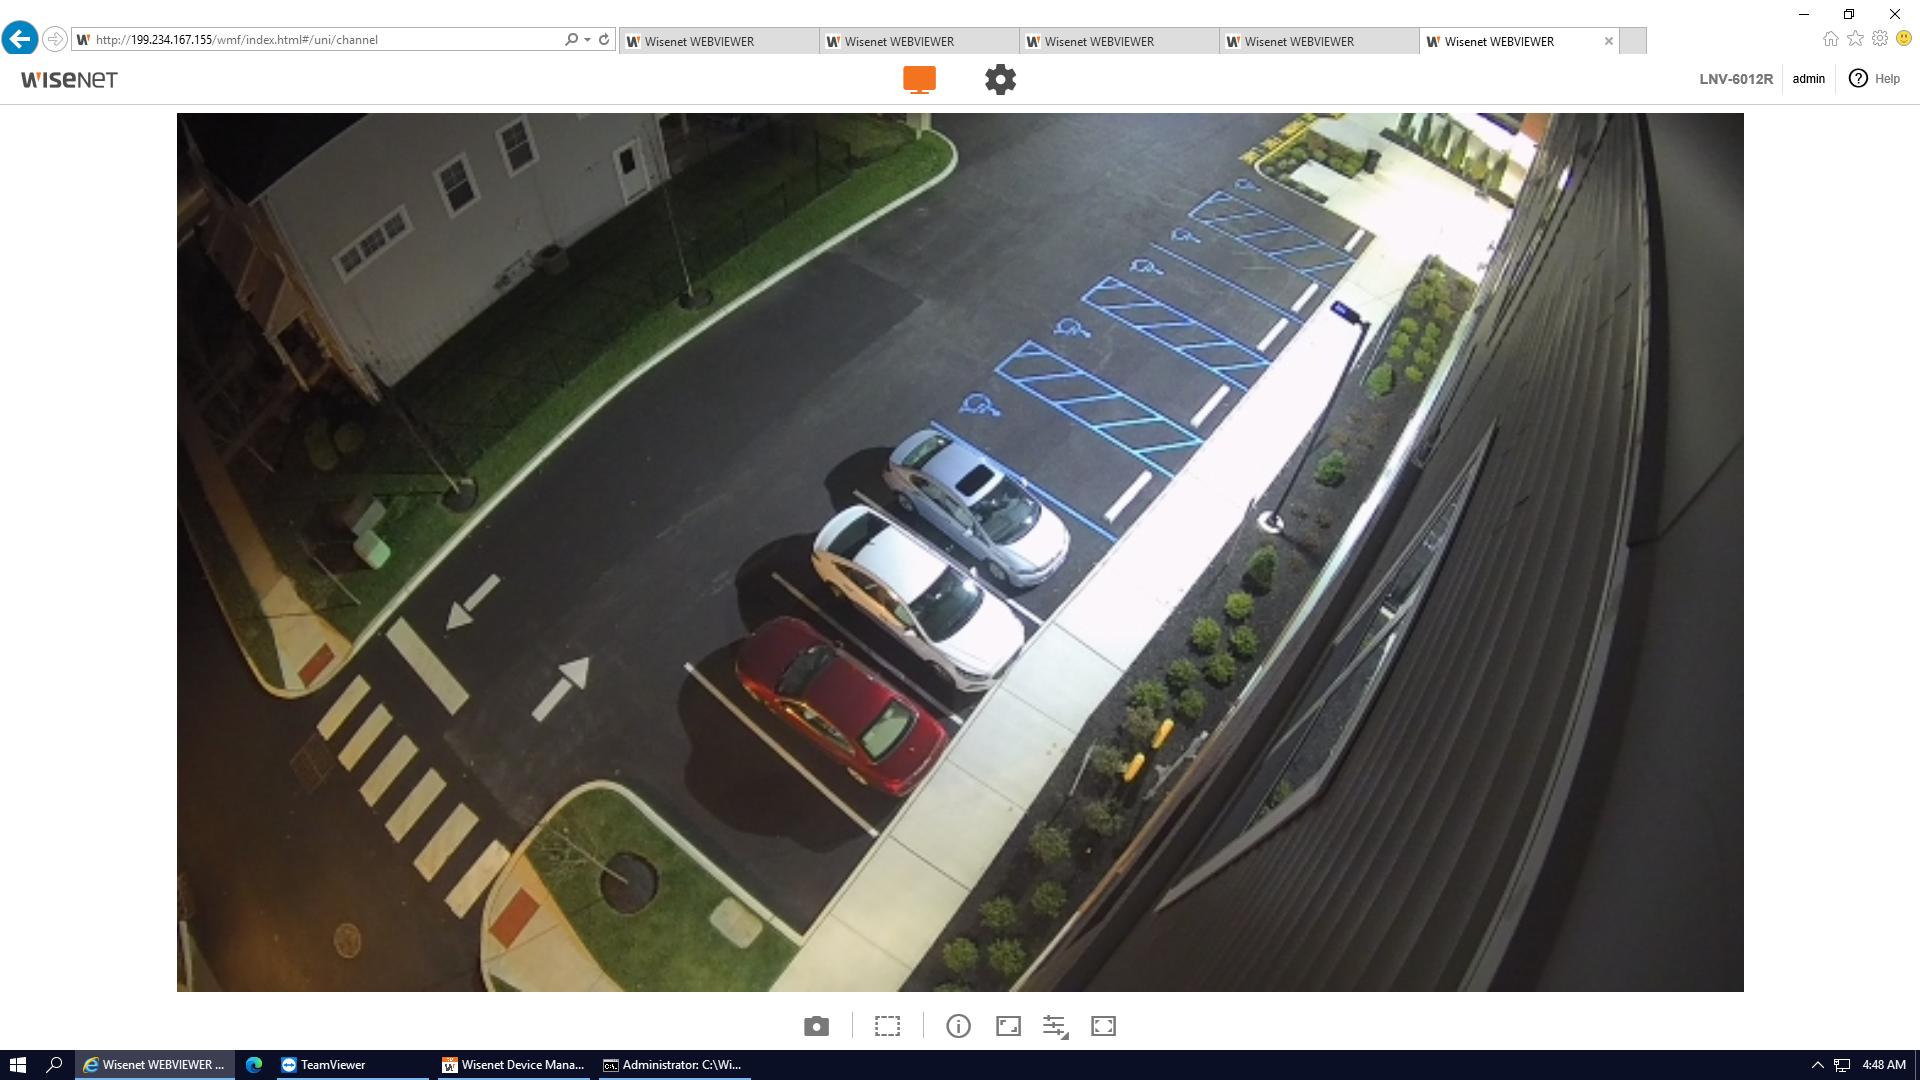 http://199.234.167.155/wmf/index.html#/uni/channel
Wisenet WEBVIEWER
Wisenet WEBVIEWER
Wisenet WEBVIEWER
Wisenet WEBVIEWER
Wisenet WEBVIEWER
WISENET
LNV-6012R
admin
Help
Wisenet WEBVIEWER ...
TeamViewer
Wisenet Device Mana...
Administrator: C:\Wi...
4:48 AM